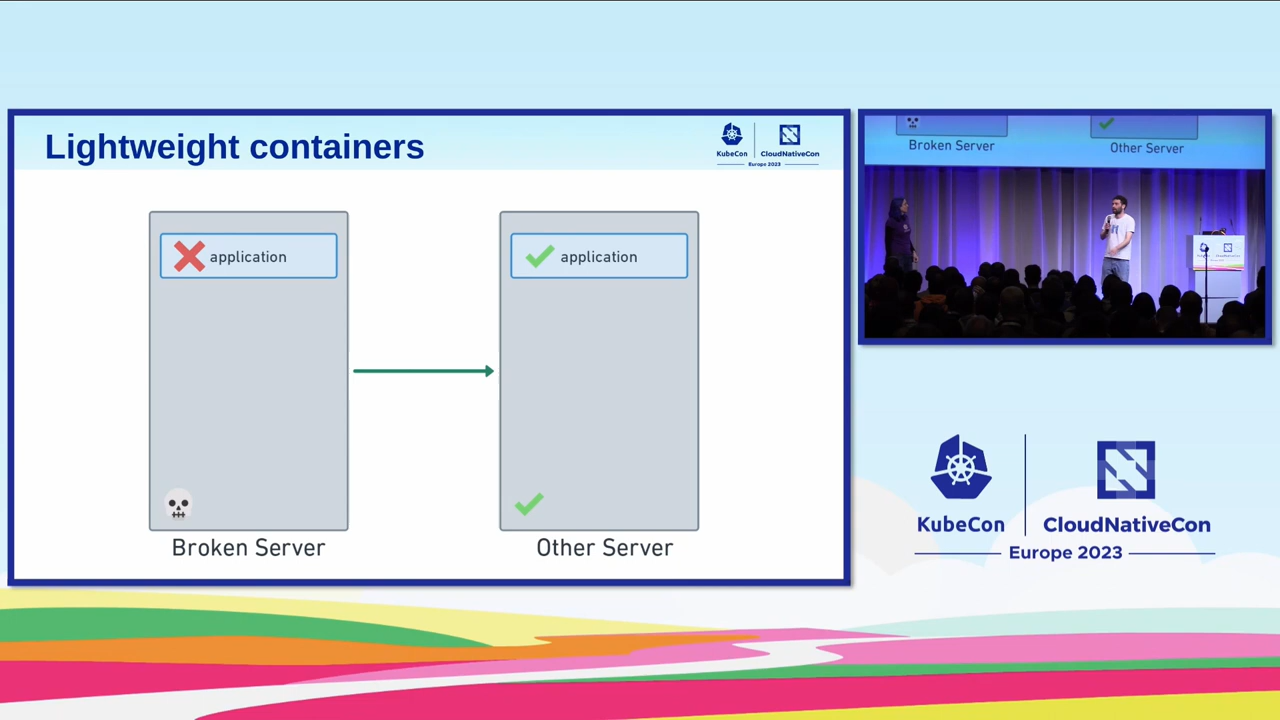 Lightweight containers
KubeCon
CloudNativeCon
Europe 2023
application
application
Broken Server
Other Server
Broken Server
Other Server
KubeCon
CloudNativeCon
Europe 2023